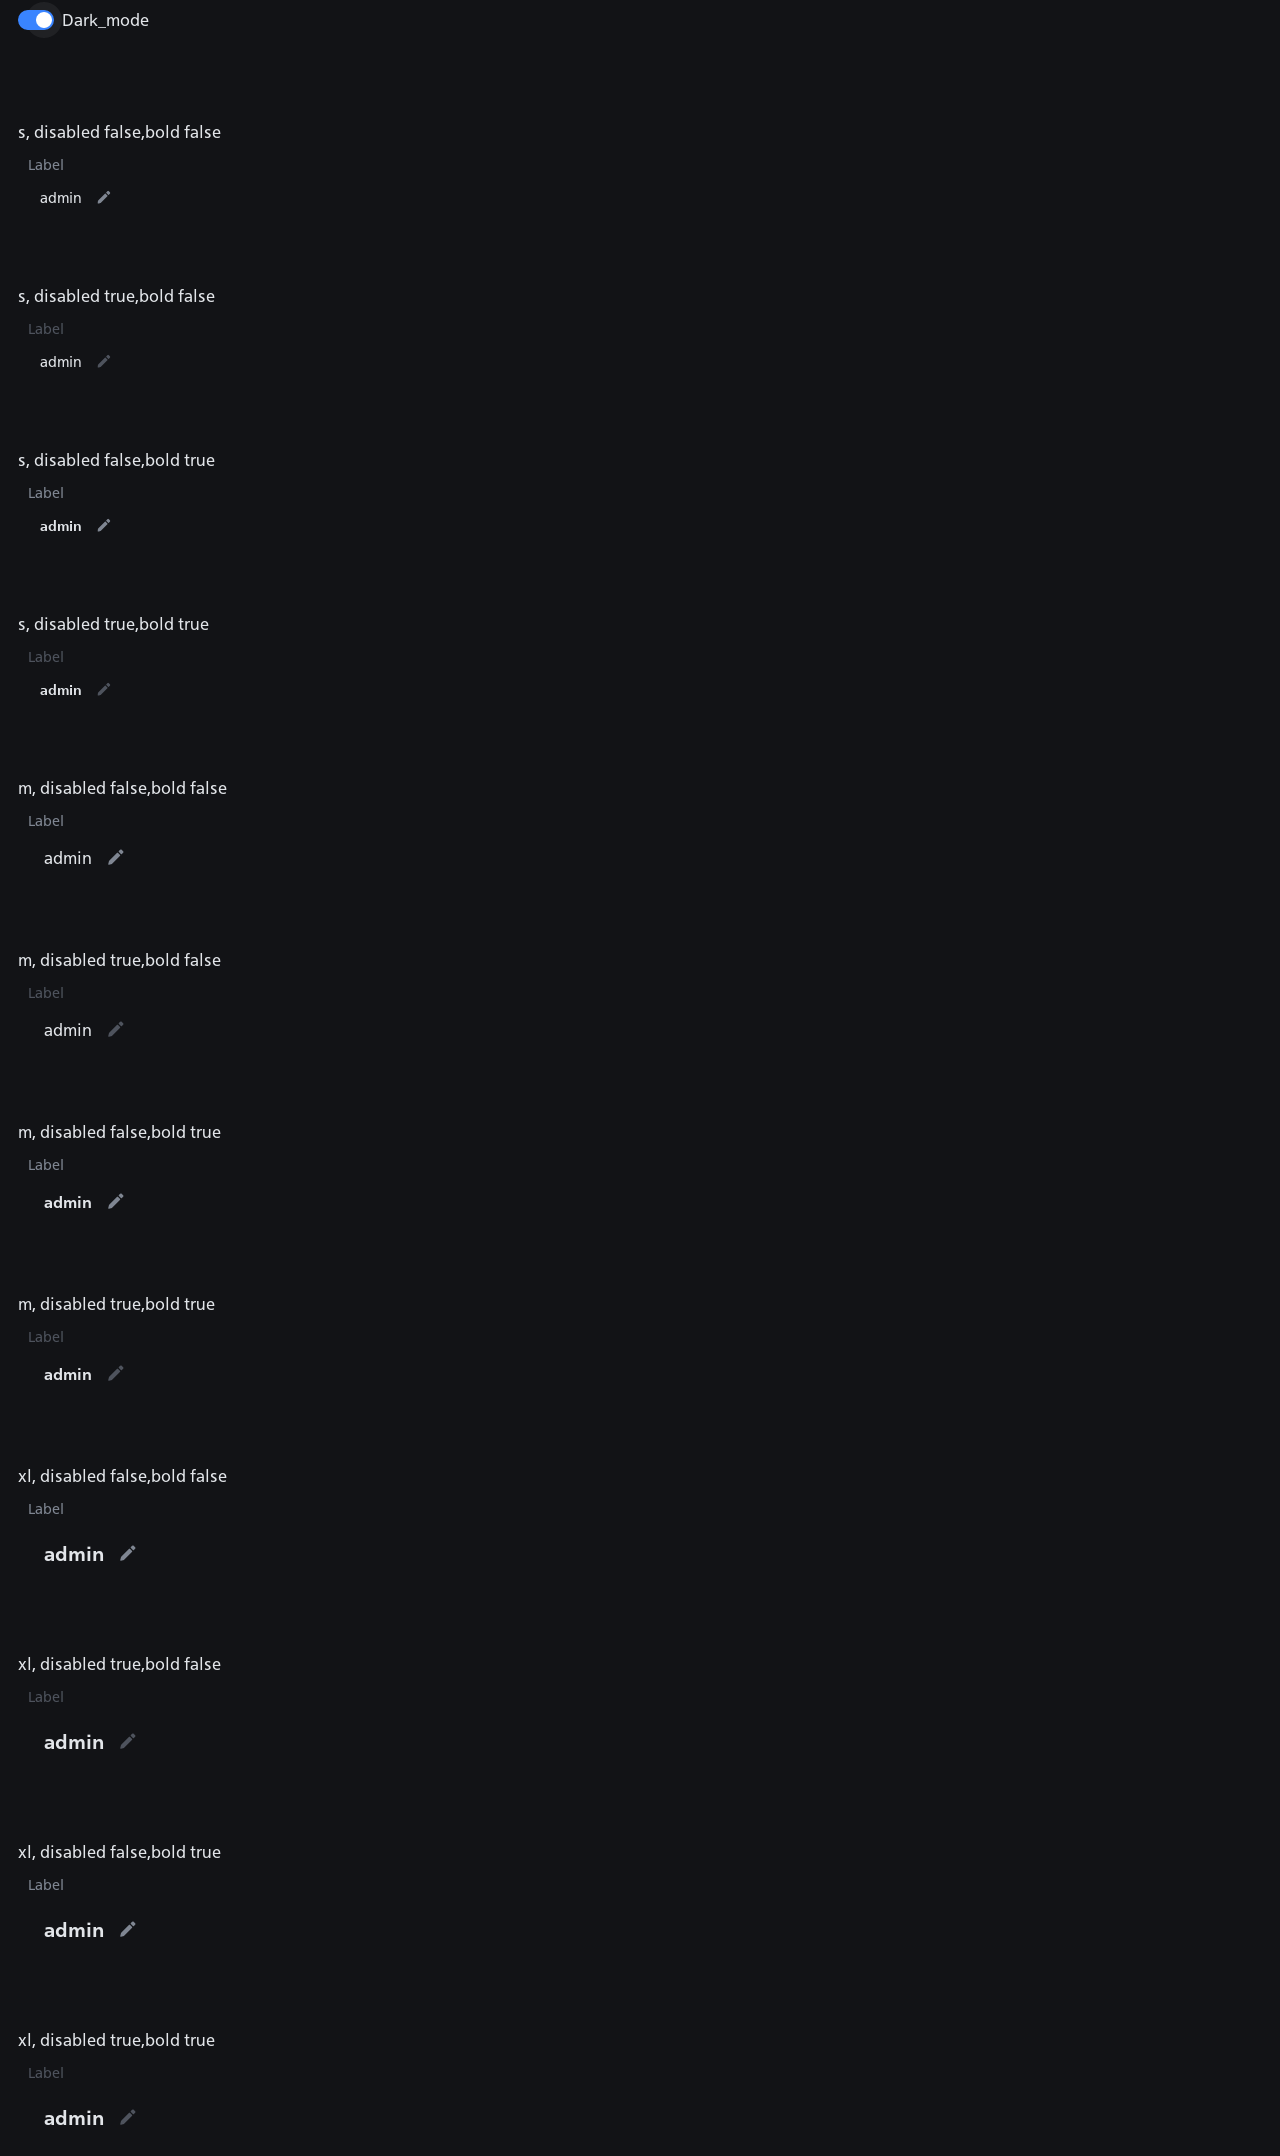 Dark_mode
s, disabled false,bold false
Label
admin
s, disabled true,bold false
Label
admin
s, disabled false,bold true
Label
admin
s, disabled true,bold true
Label
admin
m, disabled false,bold false
Label
admin
m, disabled true,bold false
Label
admin
m, disabled false,bold true
Label
admin
m, disabled true,bold true
Label
admin
xl, disabled false,bold false
Label
admin
xl, disabled true,bold false
Label
admin
xl, disabled false,bold true
Label
admin
xl, disabled true,bold true
Label
admin